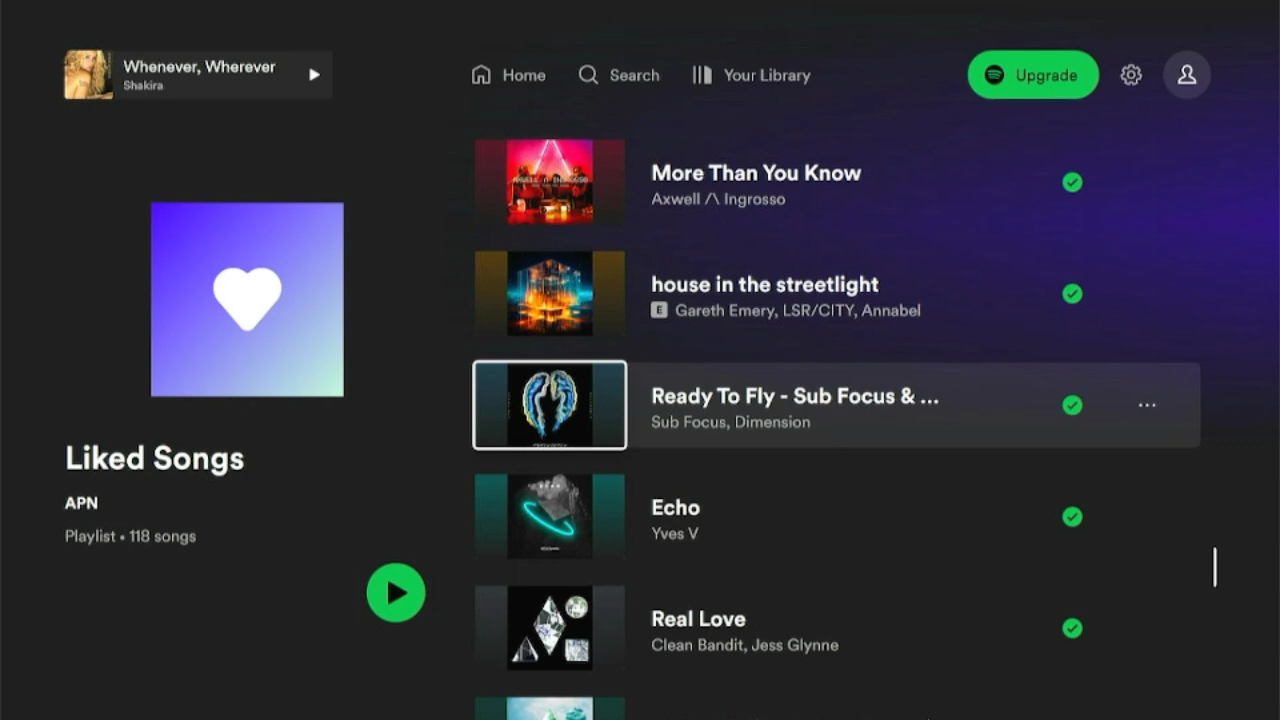 Whenever, Wherever
Shakira
Home
Search
Your Library
Upgrade
Liked Songs
APN
Playlist • 118 songs
More Than You Know
Axwell /\ Ingrosso
house in the streetlight
E Gareth Emery, LSR/CITY, Annabel
Ready To Fly - Sub Focus & ...
Sub Focus, Dimension
Echo
Yves V
Real Love
Clean Bandit, Jess Glynne